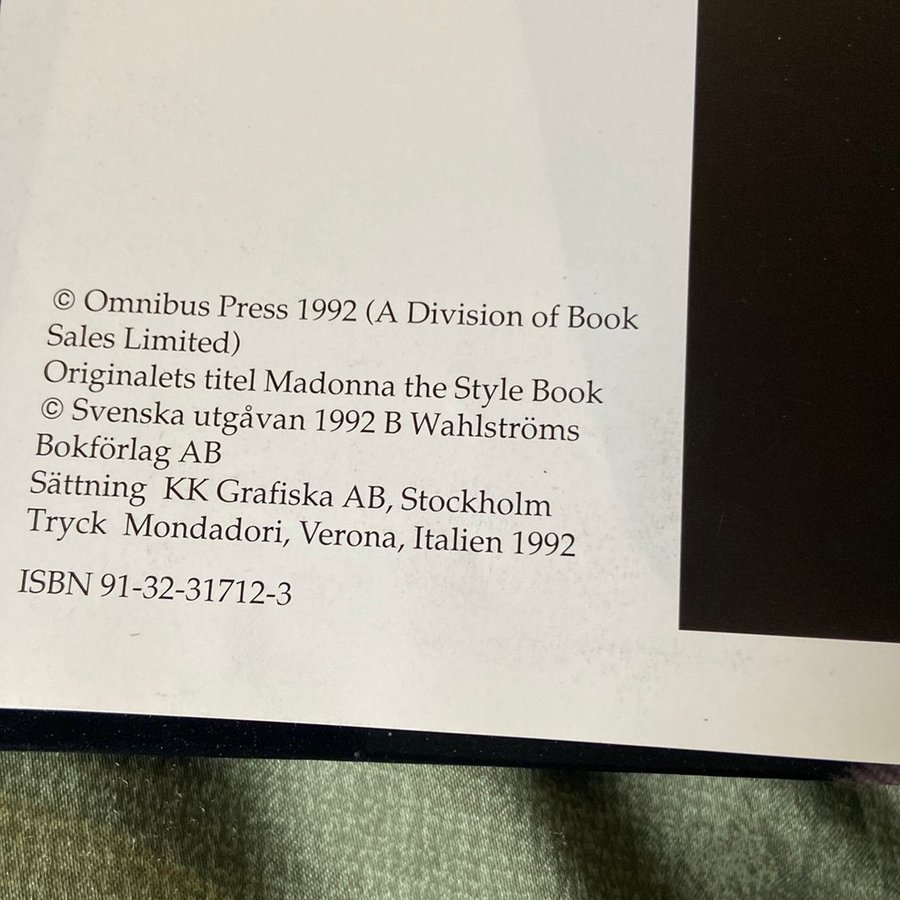 © Omnibus Press 1992 (A Division of Book
Sales Limited)
Originalets titel Madonna the Style Book
© Svenska utgåvan 1992 B Wahlströms
Bokförlag AB
Sättning KK Grafiska AB, Stockholm
Tryck Mondadori, Verona, Italien 1992
ISBN 91-32-31712-3